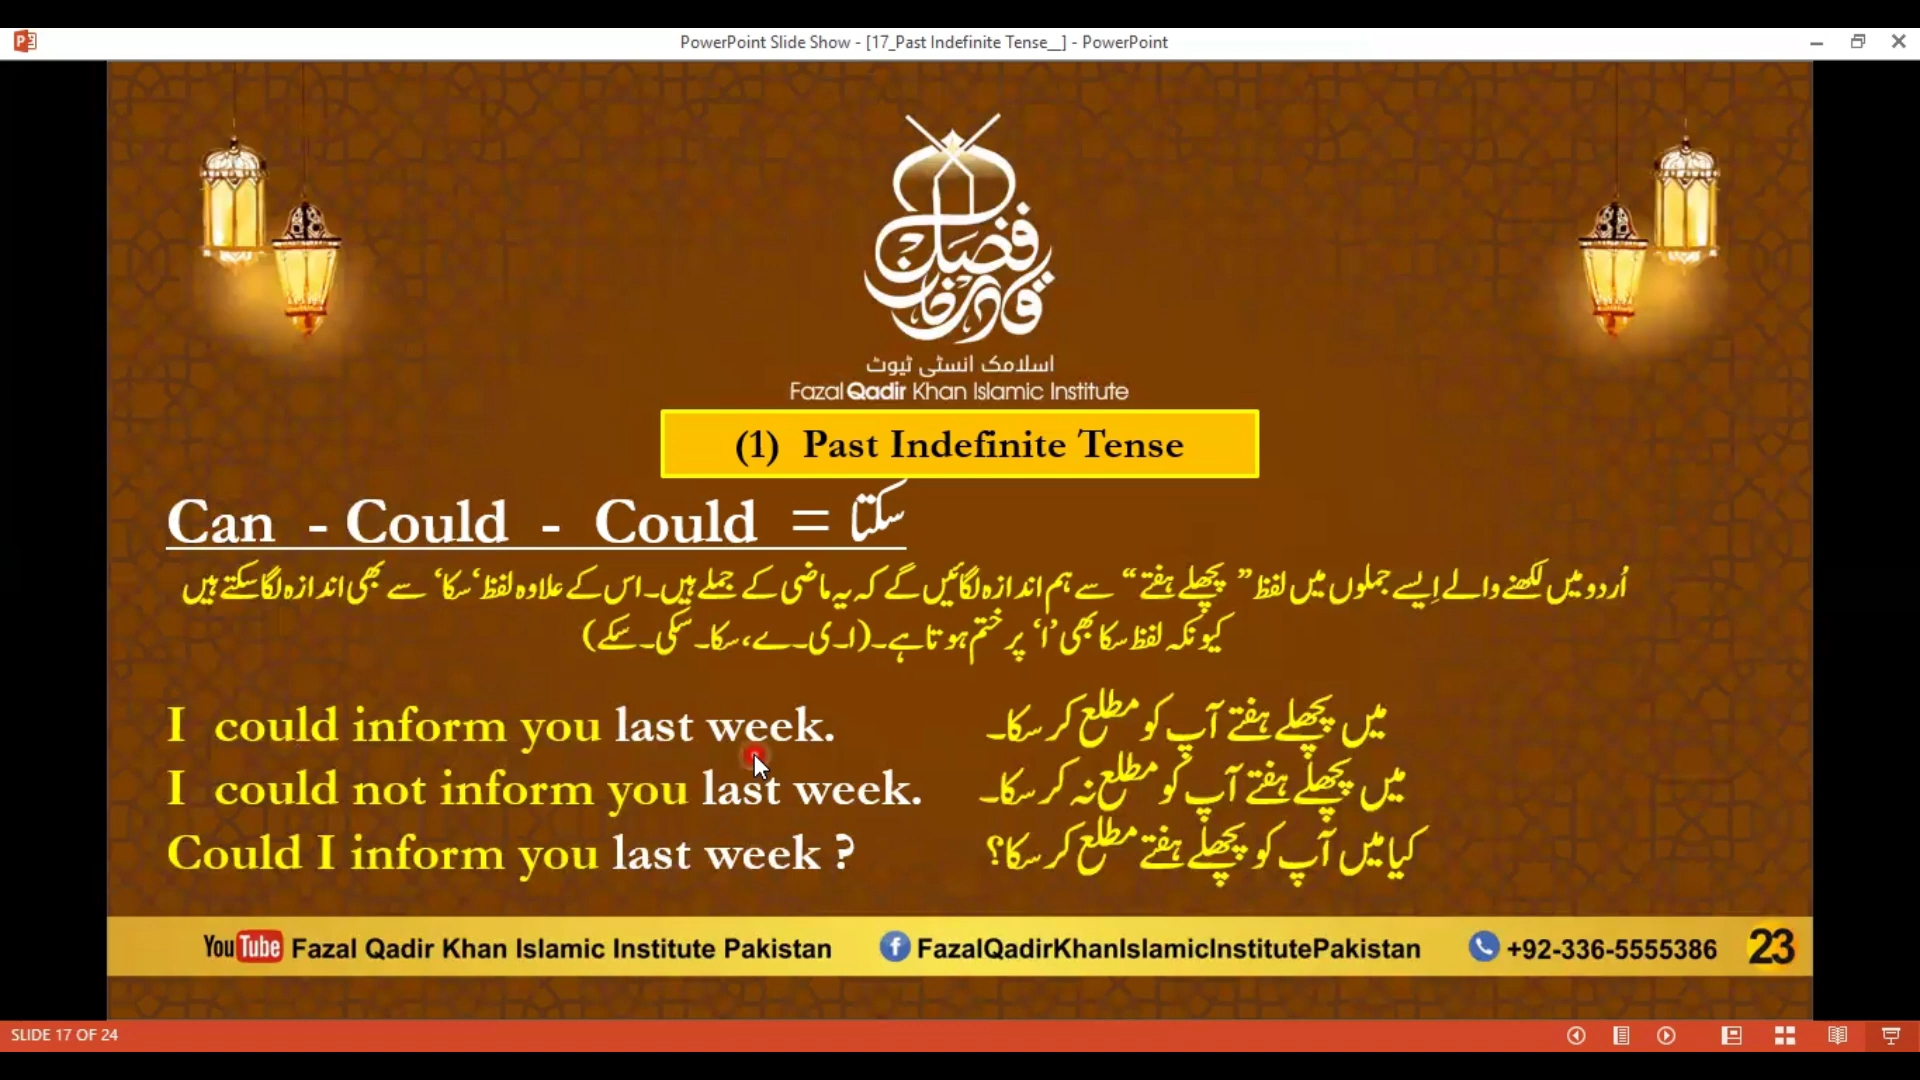 PowerPoint Slide Show - [17_Past Indefinite Tense__] - PowerPoint
فضل قادر خان
اسلامک انسٹی ٹیوٹ
Fazal Qadir Khan Islamic Institute
(1) Past Indefinite Tense
Can - Could - Could = سکتا
اُردو میں لکھنے والے اِیسے جملوں میں لفظ ” پچھلے ہفتے “ سے ہم اندازہ لگائیں گے کہ یہ ماضی کے جملے ہیں۔ اس کے علاوہ لفظ ’سکا‘ سے بھی اندازہ لگا سکتے ہیں
کیونکہ لفظ سکا بھی ’ا‘ پر ختم ہوتا ہے۔ (ا۔ی۔ے، سکا۔ سکی۔ سکے)
I could inform you last week. میں پچھلے ہفتے آپ کو مطلع کر سکا۔
I could not inform you last week. میں پچھلے ہفتے آپ کو مطلع نہ کر سکا۔
Could I inform you last week ? کیا میں آپ کو پچھلے ہفتے مطلع کر سکا؟
YouTube Fazal Qadir Khan Islamic Institute Pakistan f FazalQadirKhanIslamicInstitutePakistan +92-336-5555386 23
SLIDE 17 OF 24